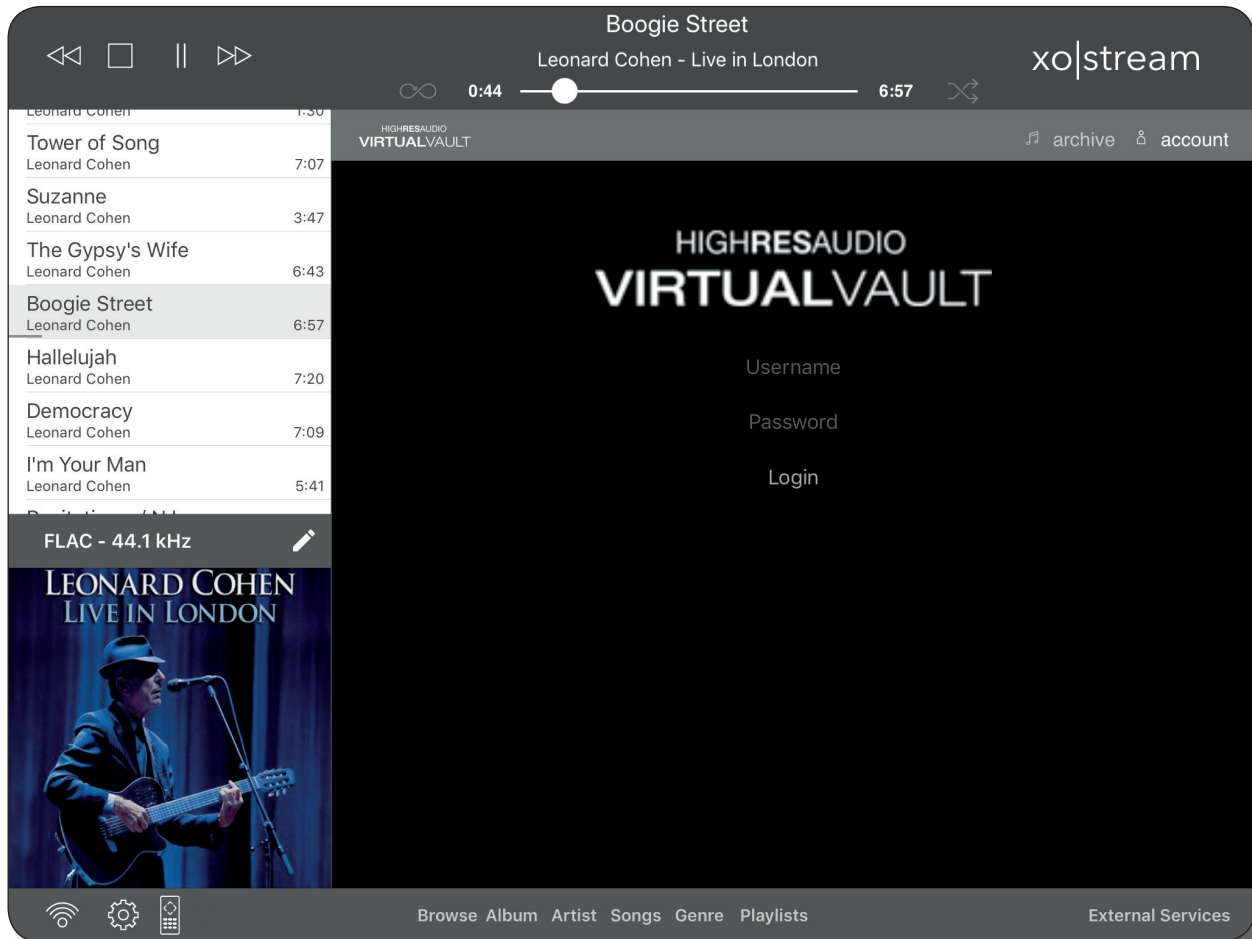 Boogie Street
Leonard Cohen - Live in London
xo|stream
0:44
6:57
Leonard Cohen 1:30
Tower of Song
Leonard Cohen 7:07
Suzanne
Leonard Cohen 3:47
The Gypsy's Wife
Leonard Cohen 6:43
Boogie Street
Leonard Cohen 6:57
Hallelujah
Leonard Cohen 7:20
Democracy
Leonard Cohen 7:09
I'm Your Man
Leonard Cohen 5:41
FLAC - 44.1 kHz
LEONARD COHEN
LIVE IN LONDON
HIGHRESAUDIO
VIRTUALVAULT
archive account
HIGHRESAUDIO
VIRTUALVAULT
Username
Password
Login
Browse Album Artist Songs Genre Playlists
External Services